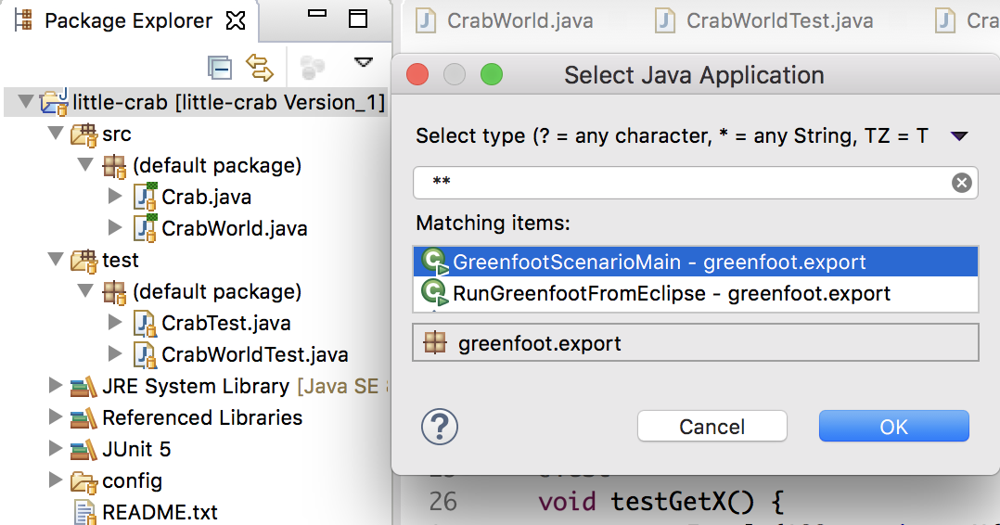 Package Explorer
little-crab [little-crab Version_1]
src
(default package)
Crab.java
CrabWorld.java
test
(default package)
CrabTest.java
CrabWorldTest.java
JRE System Library [Java SE
Referenced Libraries
JUnit 5
config
README.txt
CrabWorld.java
CrabWorldTest.java
Cra
Select Java Application
Select type (? = any character, * = any String, TZ = T
**
Matching items:
GreenfootScenarioMain - greenfoot.export
RunGreenfootFromEclipse - greenfoot.export
greenfoot.export
?
Cancel
OK
26 void testGetX() {